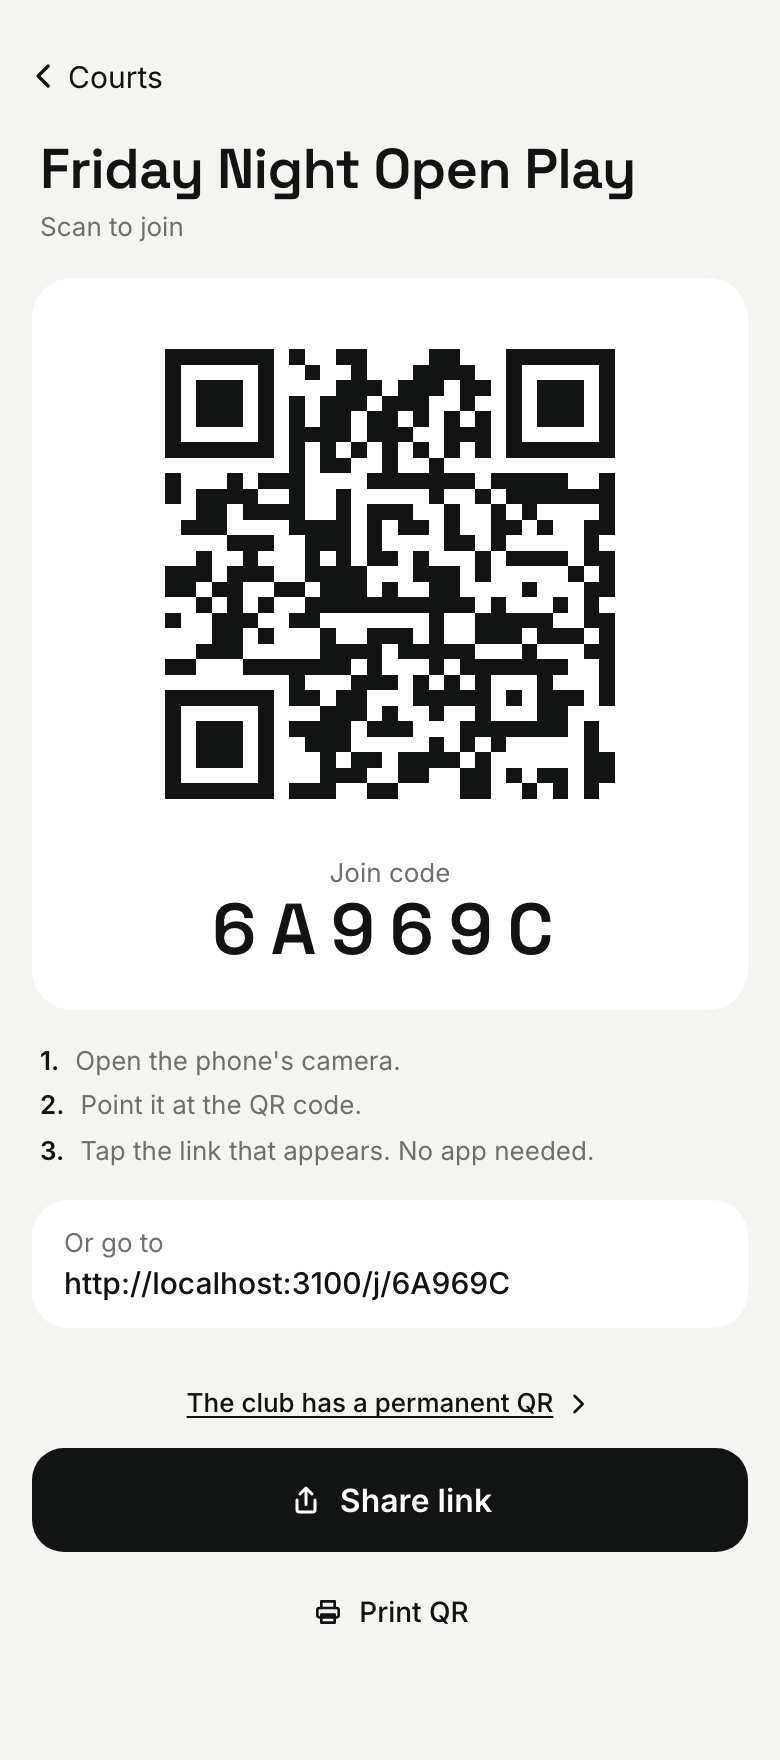 Courts
Friday Night Open Play
Scan to join
Join code
6A969C
1. Open the phone's camera.
2. Point it at the QR code.
3. Tap the link that appears. No app needed.
Or go to
http://localhost:3100/j/6A969C
The club has a permanent QR
Share link
Print QR